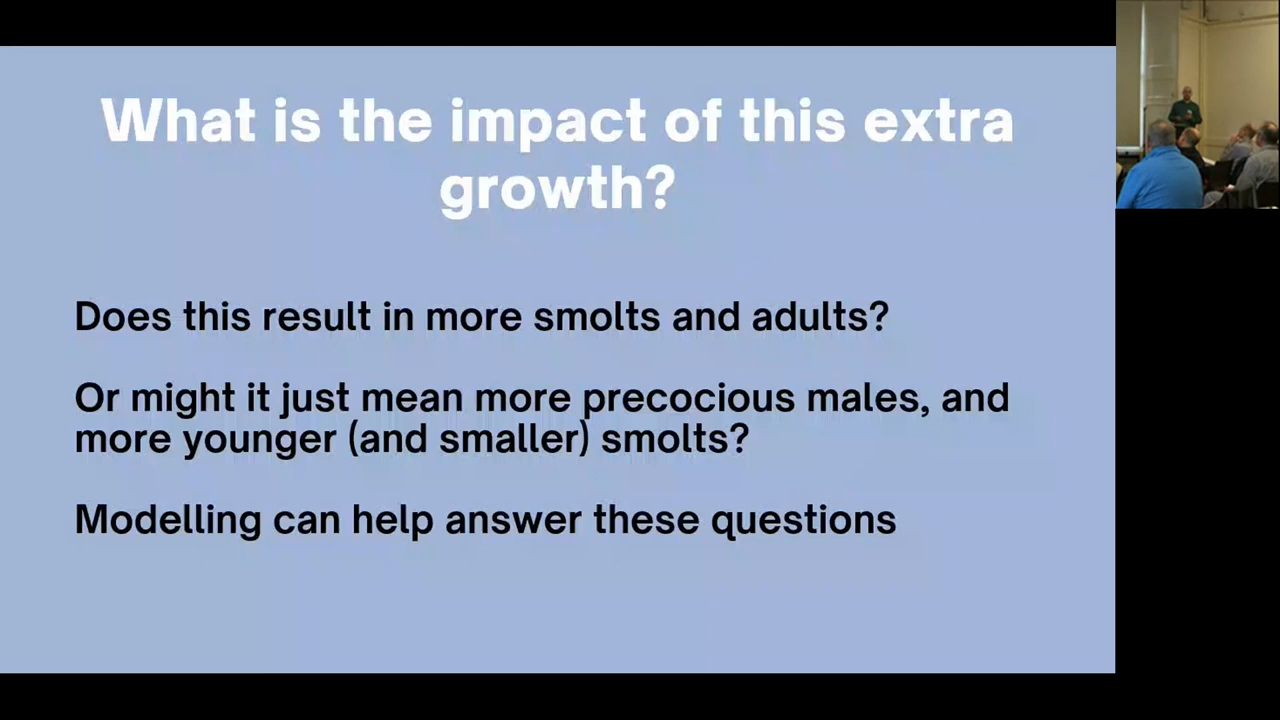 What is the impact of this extra
growth?
Does this result in more smolts and adults?
Or might it just mean more precocious males, and
more younger (and smaller) smolts?
Modelling can help answer these questions